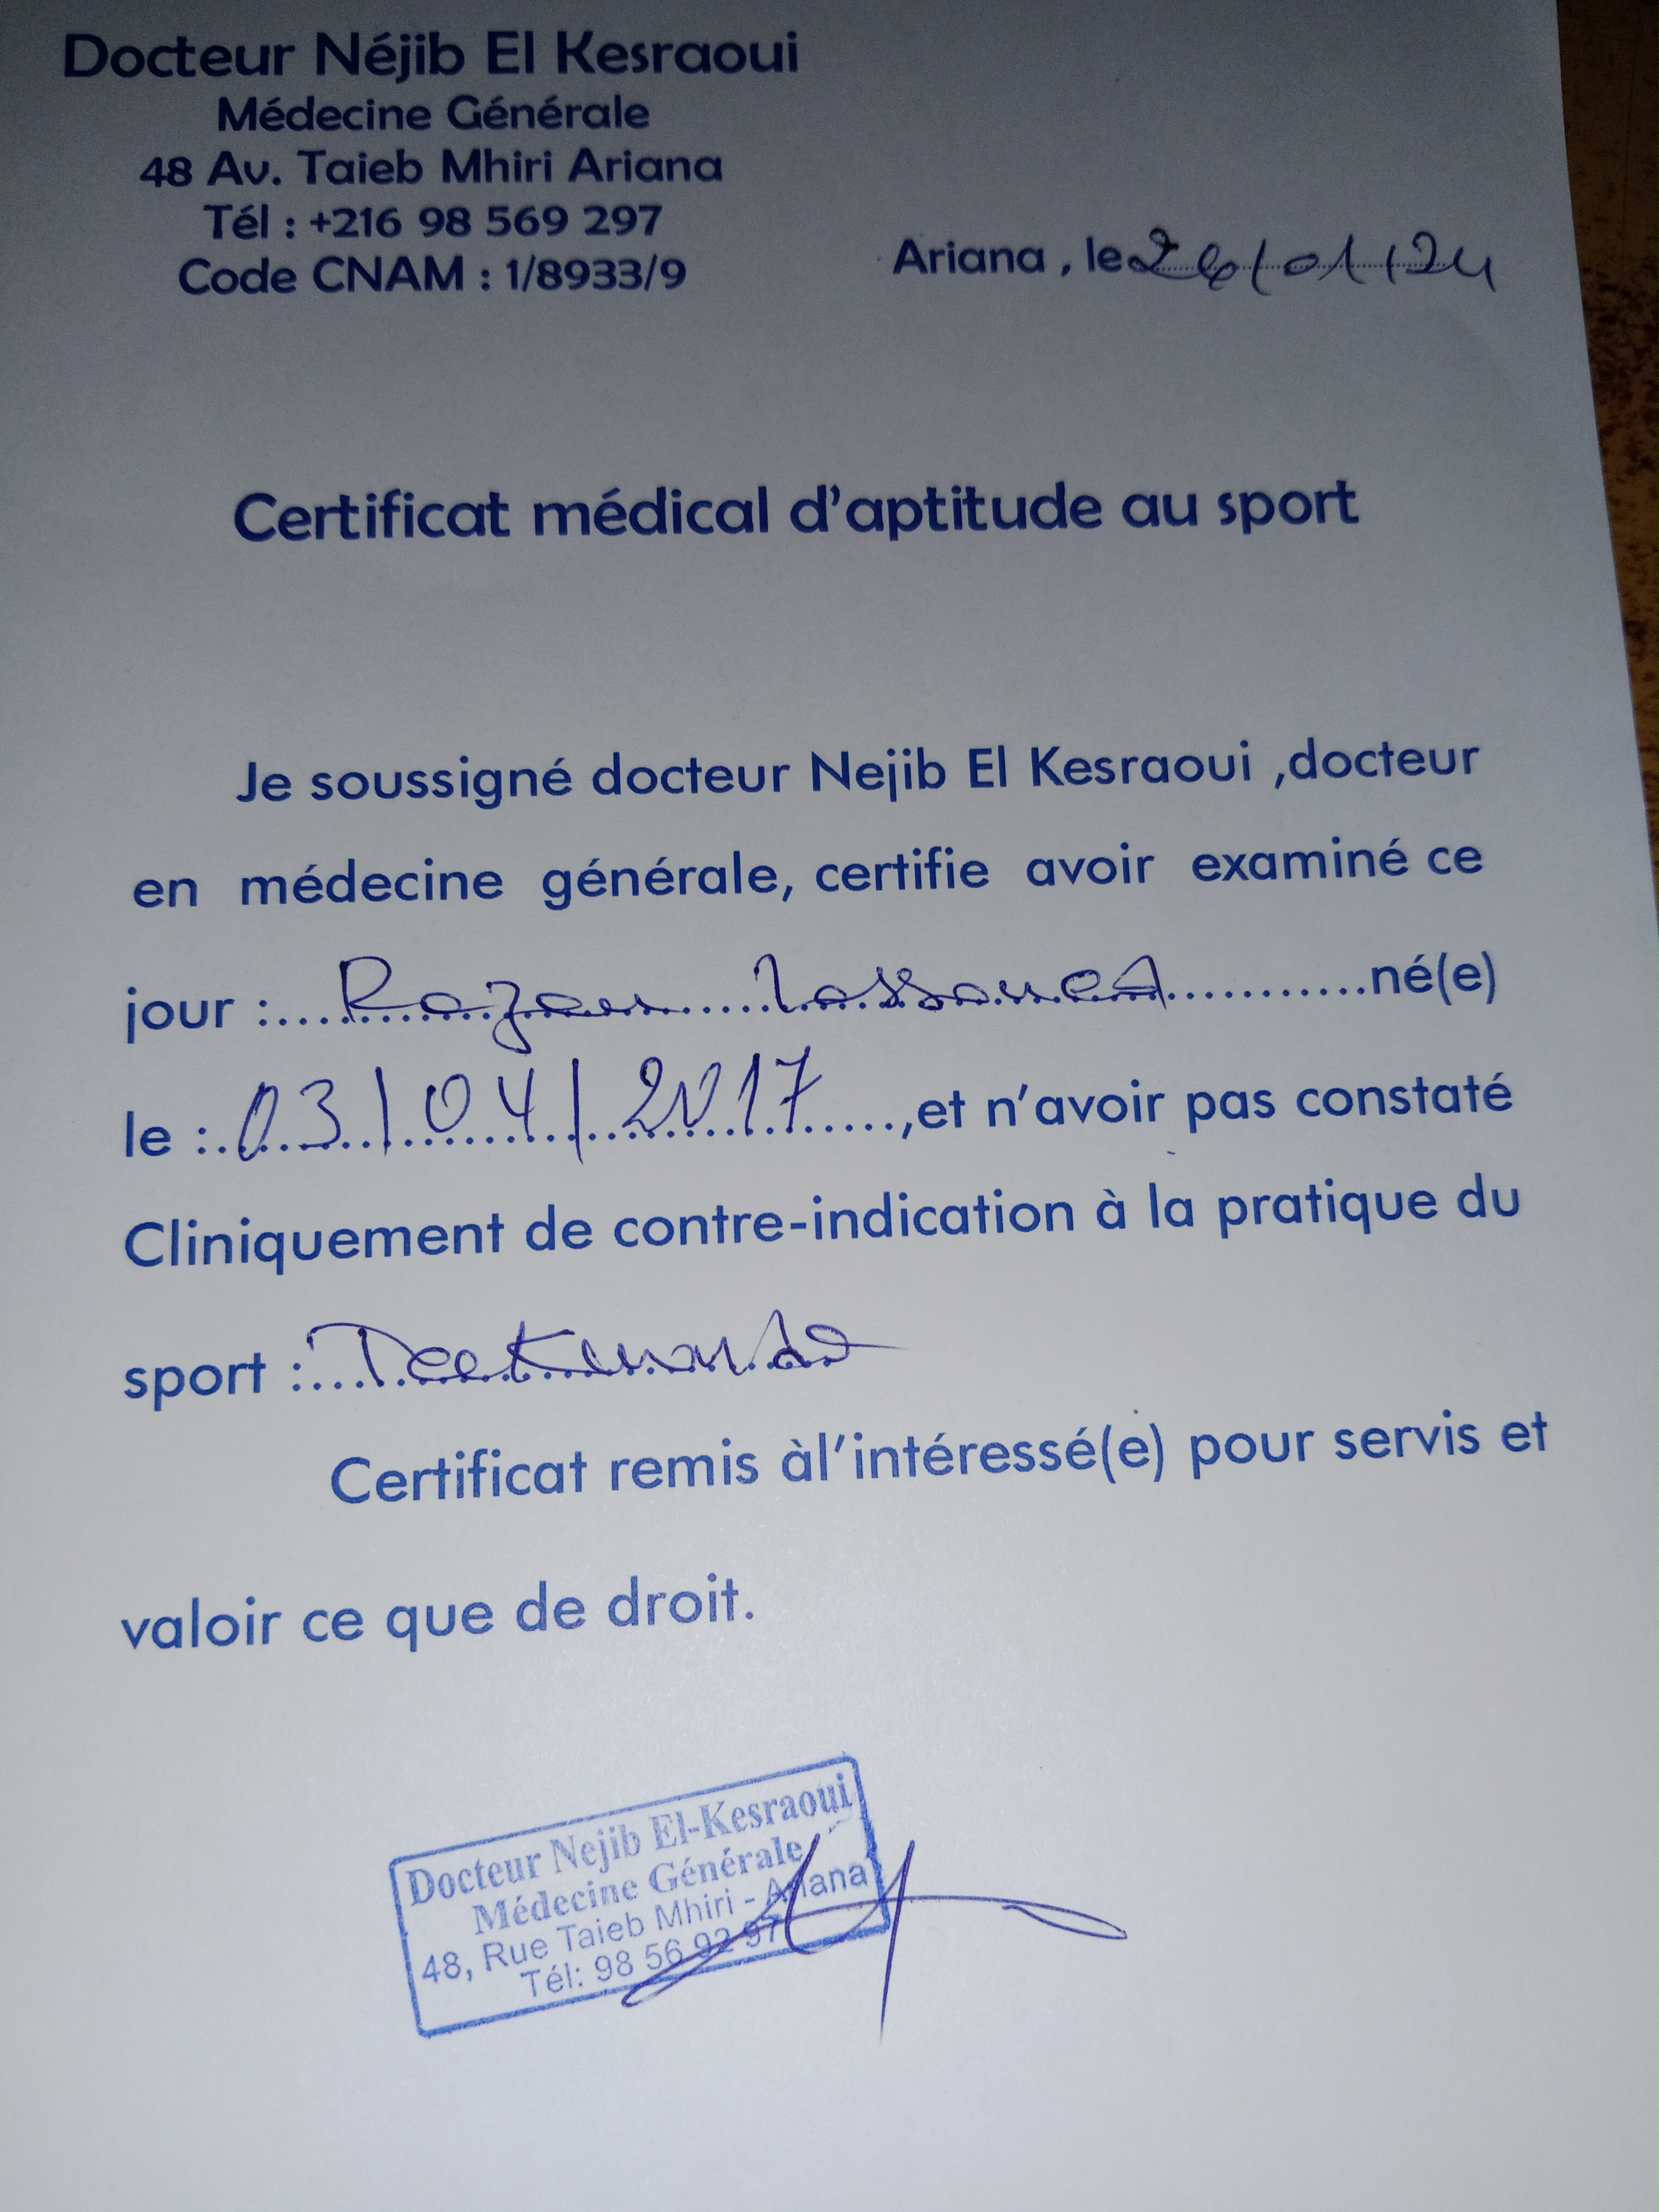 Docteur Néjib El Kesraoui
Médecine Générale
48 Av. Taieb Mhiri Ariana
Tél : +216 98 569 297
Code CNAM : 1/8933/9
Ariana , le 26/01/24
Certificat médical d'aptitude au sport
Je soussigné docteur Nejib El Kesraoui ,docteur
en médecine générale, certifie avoir examiné ce
jour :.... Razan ............né(e)
le :. 03/04/2017 .....,et n'avoir pas constaté
Cliniquement de contre-indication à la pratique du
sport :... Taekwondo
Certificat remis àl'intéressé(e) pour servis et
valoir ce que de droit.
Docteur Nejib El-Kesraoui
Médecine Générale
48, Rue Taieb Mhiri - Ariana
Tél: 98 56 92 97